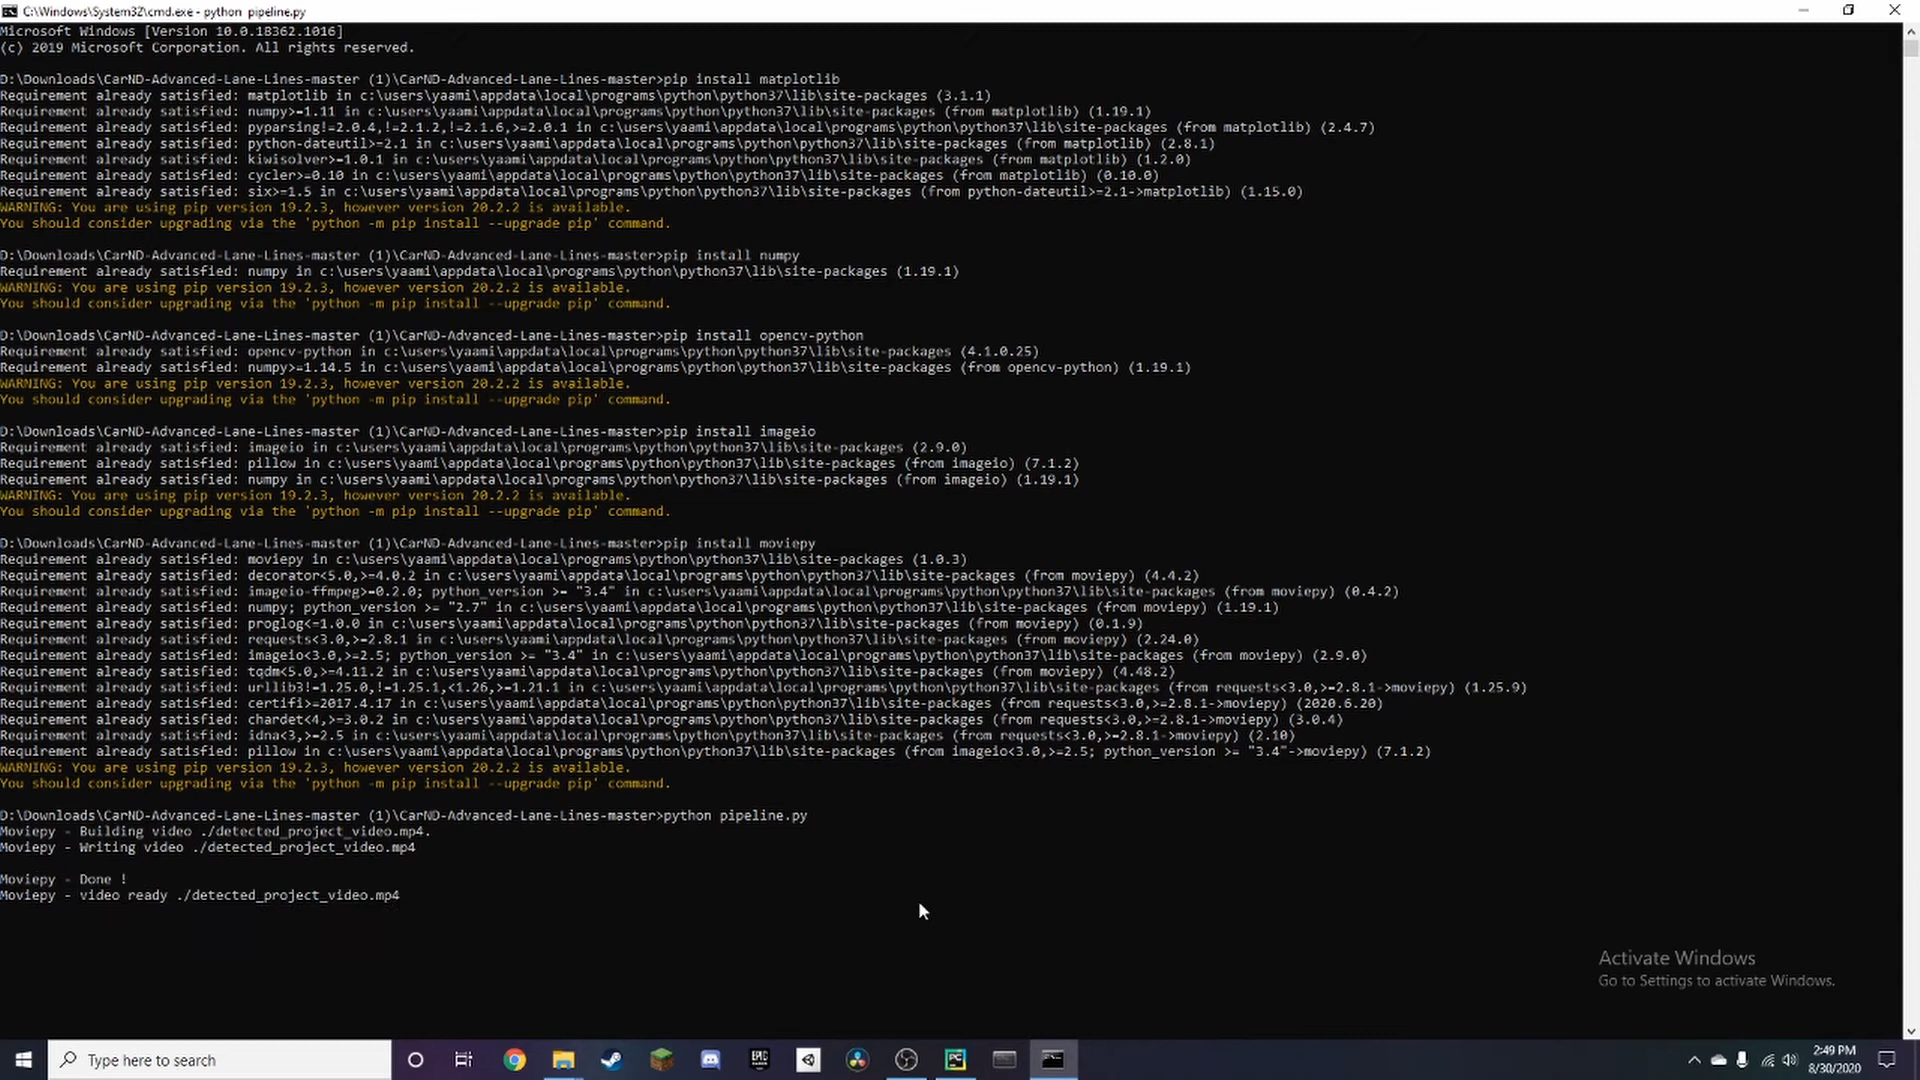 C:\Windows\System32\cmd.exe - python pipeline.py
Microsoft Windows [Version 10.0.18362.1016]
(c) 2019 Microsoft Corporation. All rights reserved.
D:\Downloads\CarND-Advanced-Lane-Lines-master (1)\CarND-Advanced-Lane-Lines-master>pip install matplotlib
Requirement already satisfied: matplotlib in c:\users\yaami\appdata\local\programs\python\python37\lib\site-packages (3.1.1)
Requirement already satisfied: numpy>=1.11 in c:\users\yaami\appdata\local\programs\python\python37\lib\site-packages (from matplotlib) (1.19.1)
Requirement already satisfied: pyparsing!=2.0.4,!=2.1.2,!=2.1.6,>=2.0.1 in c:\users\yaami\appdata\local\programs\python\python37\lib\site-packages (from matplotlib) (2.4.7)
Requirement already satisfied: python-dateutil>=2.1 in c:\users\yaami\appdata\local\programs\python\python37\lib\site-packages (from matplotlib) (2.8.1)
Requirement already satisfied: kiwisolver>=1.0.1 in c:\users\yaami\appdata\local\programs\python\python37\lib\site-packages (from matplotlib) (1.2.0)
Requirement already satisfied: cycler>=0.10 in c:\users\yaami\appdata\local\programs\python\python37\lib\site-packages (from matplotlib) (0.10.0)
Requirement already satisfied: six>=1.5 in c:\users\yaami\appdata\local\programs\python\python37\lib\site-packages (from python-dateutil>=2.1->matplotlib) (1.15.0)
WARNING: You are using pip version 19.2.3, however version 20.2.2 is available.
You should consider upgrading via the 'python -m pip install --upgrade pip' command.
D:\Downloads\CarND-Advanced-Lane-Lines-master (1)\CarND-Advanced-Lane-Lines-master>pip install numpy
Requirement already satisfied: numpy in c:\users\yaami\appdata\local\programs\python\python37\lib\site-packages (1.19.1)
WARNING: You are using pip version 19.2.3, however version 20.2.2 is available.
You should consider upgrading via the 'python -m pip install --upgrade pip' command.
D:\Downloads\CarND-Advanced-Lane-Lines-master (1)\CarND-Advanced-Lane-Lines-master>pip install opencv-python
Requirement already satisfied: opencv-python in c:\users\yaami\appdata\local\programs\python\python37\lib\site-packages (4.1.0.25)
Requirement already satisfied: numpy>=1.14.5 in c:\users\yaami\appdata\local\programs\python\python37\lib\site-packages (from opencv-python) (1.19.1)
WARNING: You are using pip version 19.2.3, however version 20.2.2 is available.
You should consider upgrading via the 'python -m pip install --upgrade pip' command.
D:\Downloads\CarND-Advanced-Lane-Lines-master (1)\CarND-Advanced-Lane-Lines-master>pip install imageio
Requirement already satisfied: imageio in c:\users\yaami\appdata\local\programs\python\python37\lib\site-packages (2.9.0)
Requirement already satisfied: pillow in c:\users\yaami\appdata\local\programs\python\python37\lib\site-packages (from imageio) (7.1.2)
Requirement already satisfied: numpy in c:\users\yaami\appdata\local\programs\python\python37\lib\site-packages (from imageio) (1.19.1)
WARNING: You are using pip version 19.2.3, however version 20.2.2 is available.
You should consider upgrading via the 'python -m pip install --upgrade pip' command.
D:\Downloads\CarND-Advanced-Lane-Lines-master (1)\CarND-Advanced-Lane-Lines-master>pip install moviepy
Requirement already satisfied: moviepy in c:\users\yaami\appdata\local\programs\python\python37\lib\site-packages (1.0.3)
Requirement already satisfied: decorator<5.0,>=4.0.2 in c:\users\yaami\appdata\local\programs\python\python37\lib\site-packages (from moviepy) (4.4.2)
Requirement already satisfied: imageio-ffmpeg>=0.2.0; python_version >= "3.4" in c:\users\yaami\appdata\local\programs\python\python37\lib\site-packages (from moviepy) (0.4.2)
Requirement already satisfied: numpy; python_version >= "2.7" in c:\users\yaami\appdata\local\programs\python\python37\lib\site-packages (from moviepy) (1.19.1)
Requirement already satisfied: proglog<=1.0.0 in c:\users\yaami\appdata\local\programs\python\python37\lib\site-packages (from moviepy) (0.1.9)
Requirement already satisfied: requests<3.0,>=2.8.1 in c:\users\yaami\appdata\local\programs\python\python37\lib\site-packages (from moviepy) (2.24.0)
Requirement already satisfied: imageio<3.0,>=2.5; python_version >= "3.4" in c:\users\yaami\appdata\local\programs\python\python37\lib\site-packages (from moviepy) (2.9.0)
Requirement already satisfied: tqdm<5.0,>=4.11.2 in c:\users\yaami\appdata\local\programs\python\python37\lib\site-packages (from moviepy) (4.48.2)
Requirement already satisfied: urllib3!=1.25.0,!=1.25.1,<1.26,>=1.21.1 in c:\users\yaami\appdata\local\programs\python\python37\lib\site-packages (from requests<3.0,>=2.8.1->moviepy) (1.25.9)
Requirement already satisfied: certifi>=2017.4.17 in c:\users\yaami\appdata\local\programs\python\python37\lib\site-packages (from requests<3.0,>=2.8.1->moviepy) (2020.6.20)
Requirement already satisfied: chardet<4,>=3.0.2 in c:\users\yaami\appdata\local\programs\python\python37\lib\site-packages (from requests<3.0,>=2.8.1->moviepy) (3.0.4)
Requirement already satisfied: idna<3,>=2.5 in c:\users\yaami\appdata\local\programs\python\python37\lib\site-packages (from requests<3.0,>=2.8.1->moviepy) (2.10)
Requirement already satisfied: pillow in c:\users\yaami\appdata\local\programs\python\python37\lib\site-packages (from imageio<3.0,>=2.5; python_version >= "3.4"->moviepy) (7.1.2)
WARNING: You are using pip version 19.2.3, however version 20.2.2 is available.
You should consider upgrading via the 'python -m pip install --upgrade pip' command.
D:\Downloads\CarND-Advanced-Lane-Lines-master (1)\CarND-Advanced-Lane-Lines-master>python pipeline.py
Moviepy - Building video ./detected_project_video.mp4.
Moviepy - Writing video ./detected_project_video.mp4
Moviepy - Done !
Moviepy - video ready ./detected_project_video.mp4
Activate Windows
Go to Settings to activate Windows.
Type here to search
EPIC
PC
2:49 PM
8/30/2020